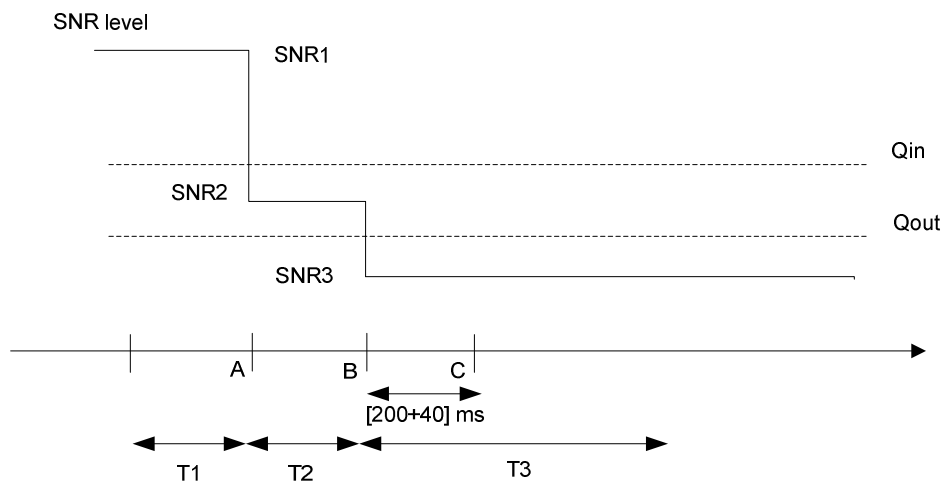 SNR level
SNR1
Qin
SNR2
Qout
SNR3
A
B
C
[200+40] ms
T1
T2
T3